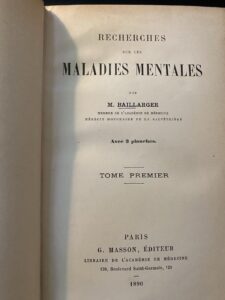 RECHERCHES
SUR LES
MALADIES MENTALES
PAR
M. BAILLARGER
MEMBRE DE L'ACADÉMIE DE MÉDECINE
MÉDECIN HONORAIRE DE LA SALPÊTRIÈRE
Avec 2 planches.
TOME PREMIER
PARIS
G. MASSON, ÉDITEUR
LIBRAIRE DE L'ACADÉMIE DE MÉDECINE
120, Boulevard Saint-Germain, 120
1890